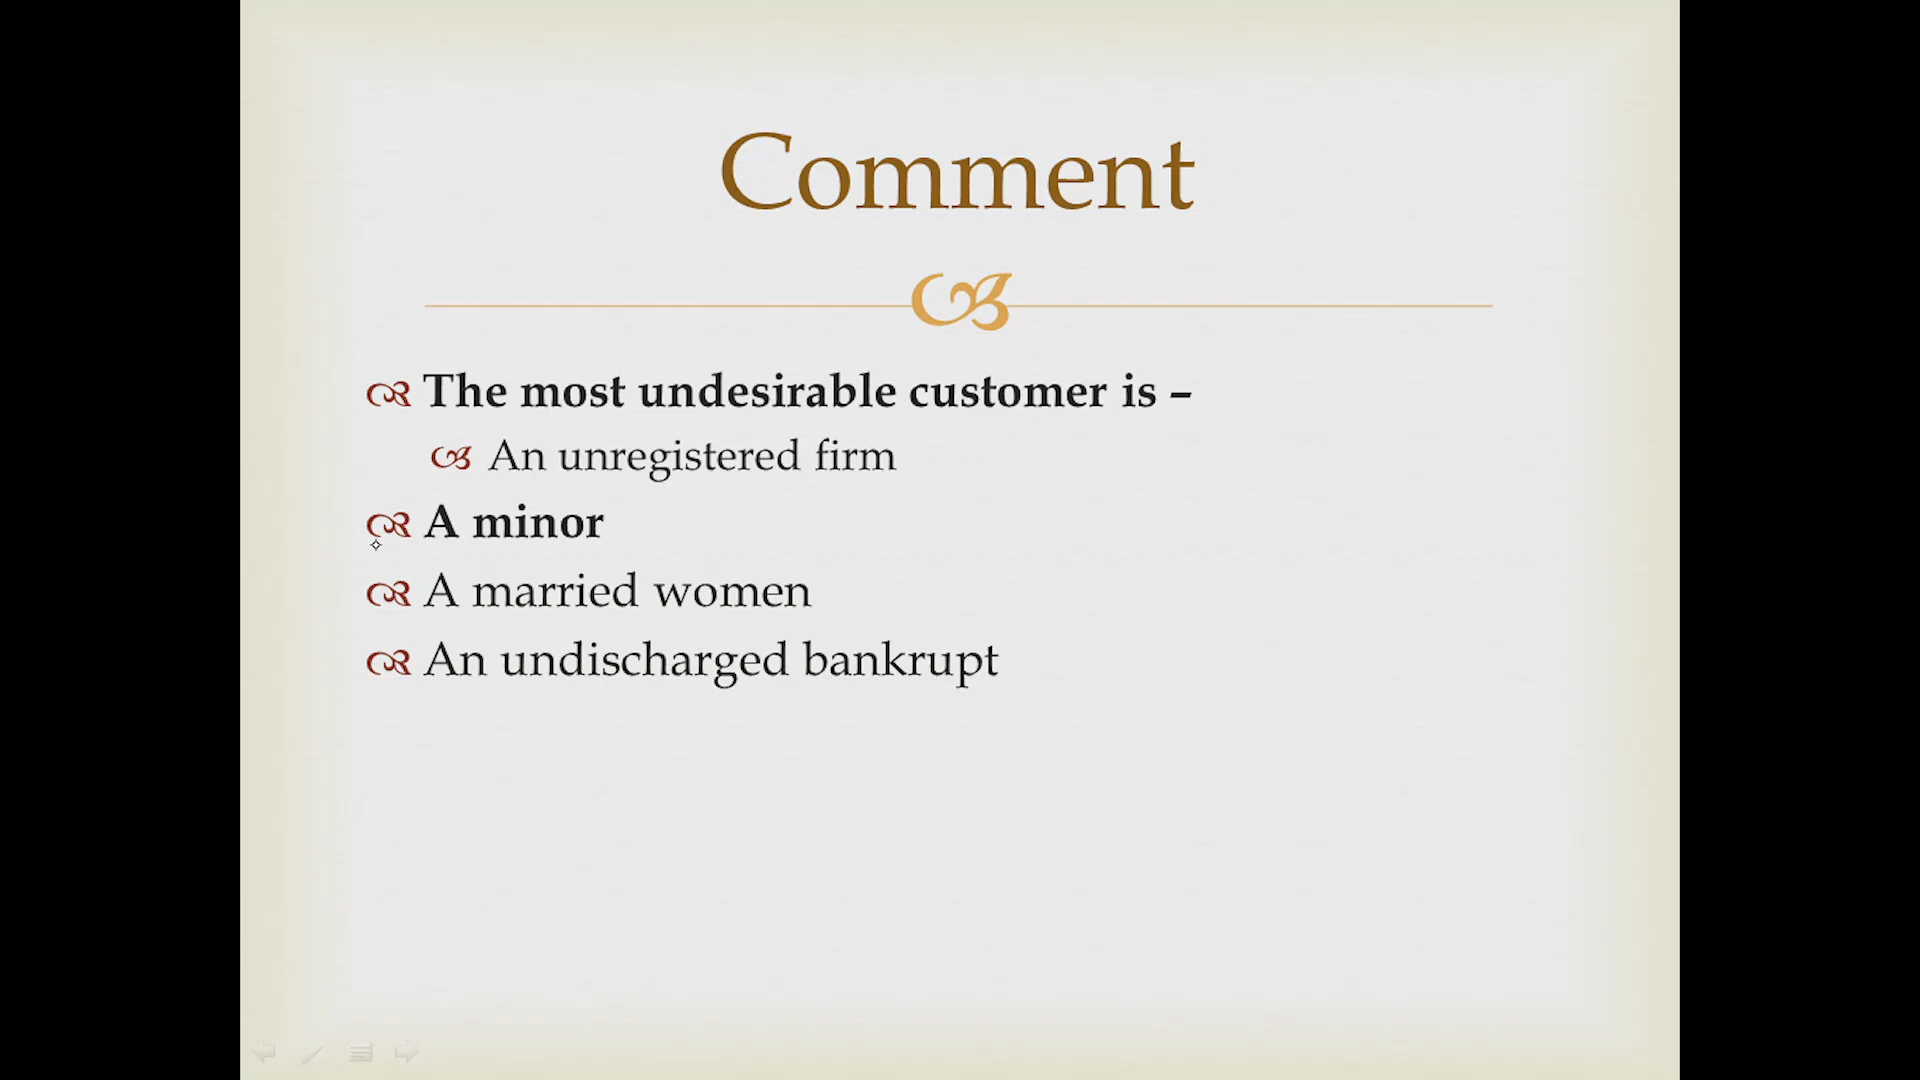 Comment
The most undesirable customer is –
An unregistered firm
A minor
A married women
An undischarged bankrupt